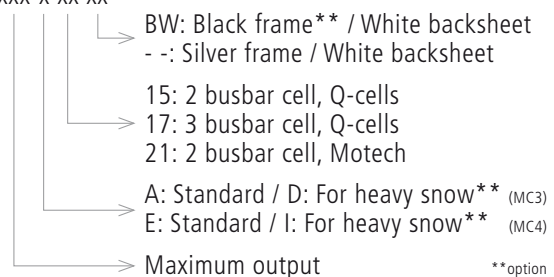 BW: Black frame** / White backsheet
- -: Silver frame / White backsheet
15: 2 busbar cell, Q-cells
17: 3 busbar cell, Q-cells
21: 2 busbar cell, Motech
A: Standard / D: For heavy snow** (MC3)
E: Standard / I: For heavy snow** (MC4)
Maximum output **option